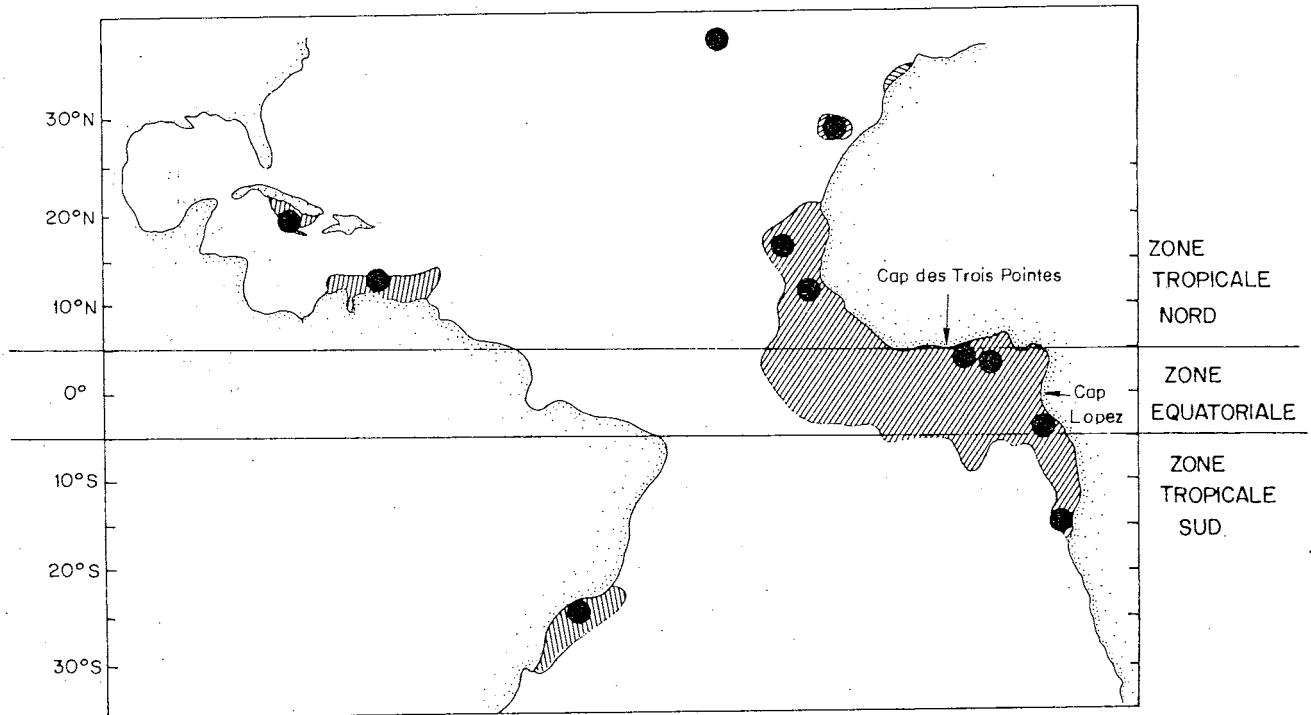 30°N
20°N
10°N
0°
10°S
20°S
30°S
Cap des Trois Pointes
Cap
Lopez
ZONE
TROPICALE
NORD
ZONE
EQUATORIALE
ZONE
TROPICALE
SUD